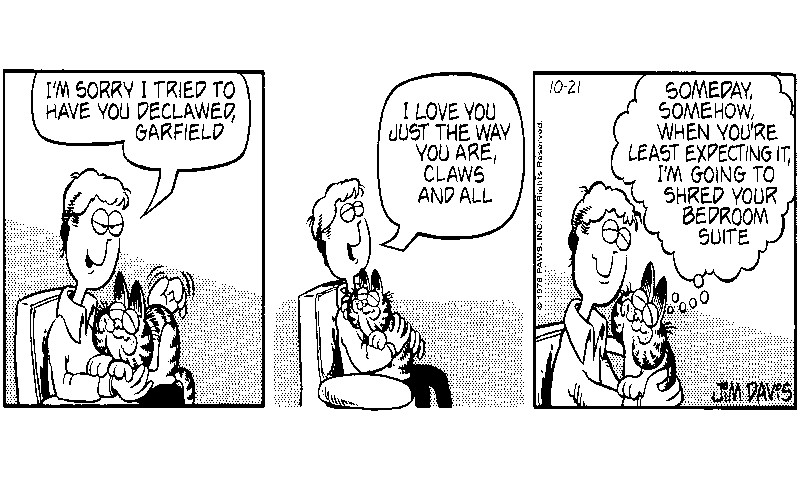 I'M SORRY I TRIED TO
HAVE YOU DECLAWED,
GARFIELD
I LOVE YOU
JUST THE WAY
YOU ARE,
CLAWS
AND ALL
10-21
© 1978 PAWS, INC. All Rights Reserved.
SOMEDAY,
SOMEHOW,
WHEN YOU'RE
LEAST EXPECTING IT,
I'M GOING TO
SHRED YOUR
BEDROOM
SUITE
JIM DAVIS